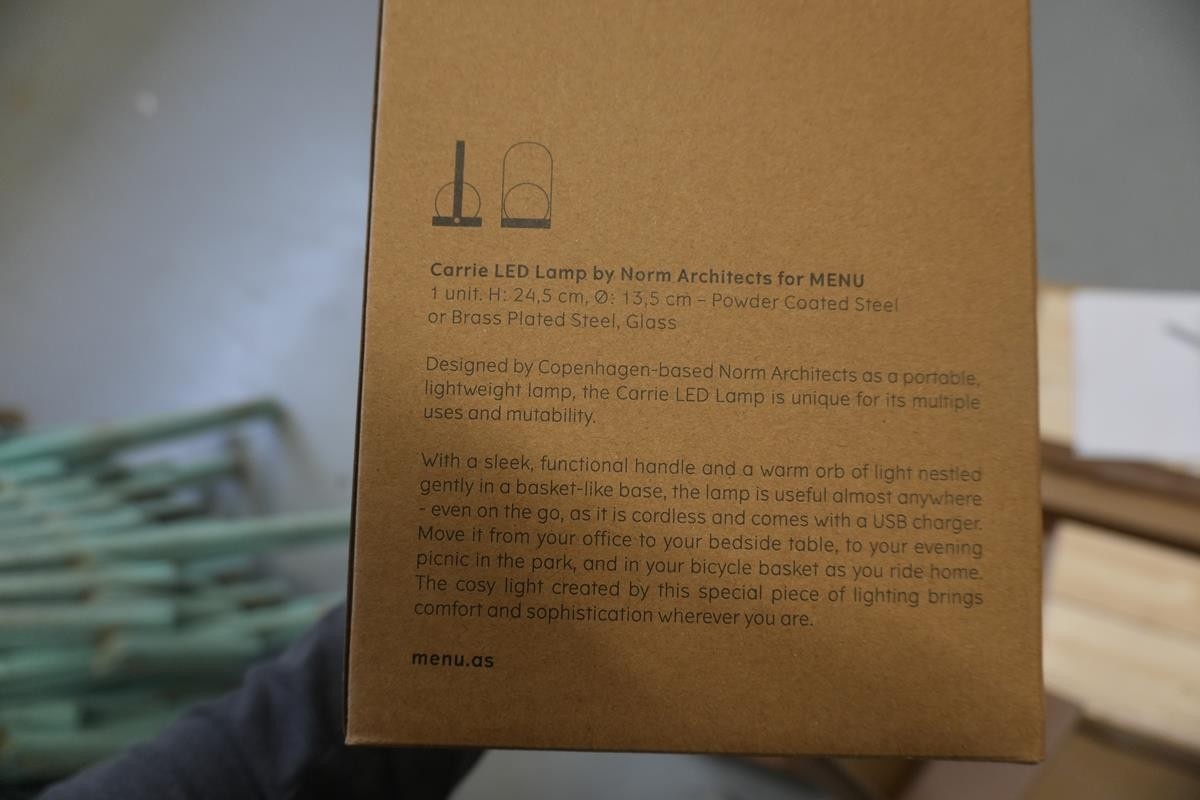 Carrie LED Lamp by Norm Architects for MENU
1 unit. H: 24,5 cm, Ø: 13,5 cm – Powder Coated Steel
or Brass Plated Steel, Glass
Designed by Copenhagen-based Norm Architects as a portable,
lightweight lamp, the Carrie LED Lamp is unique for its multiple
uses and mutability.
With a sleek, functional handle and a warm orb of light nestled
gently in a basket-like base, the lamp is useful almost anywhere
- even on the go, as it is cordless and comes with a USB charger.
Move it from your office to your bedside table, to your evening
picnic in the park, and in your bicycle basket as you ride home.
The cosy light created by this special piece of lighting brings
comfort and sophistication wherever you are.
menu.as